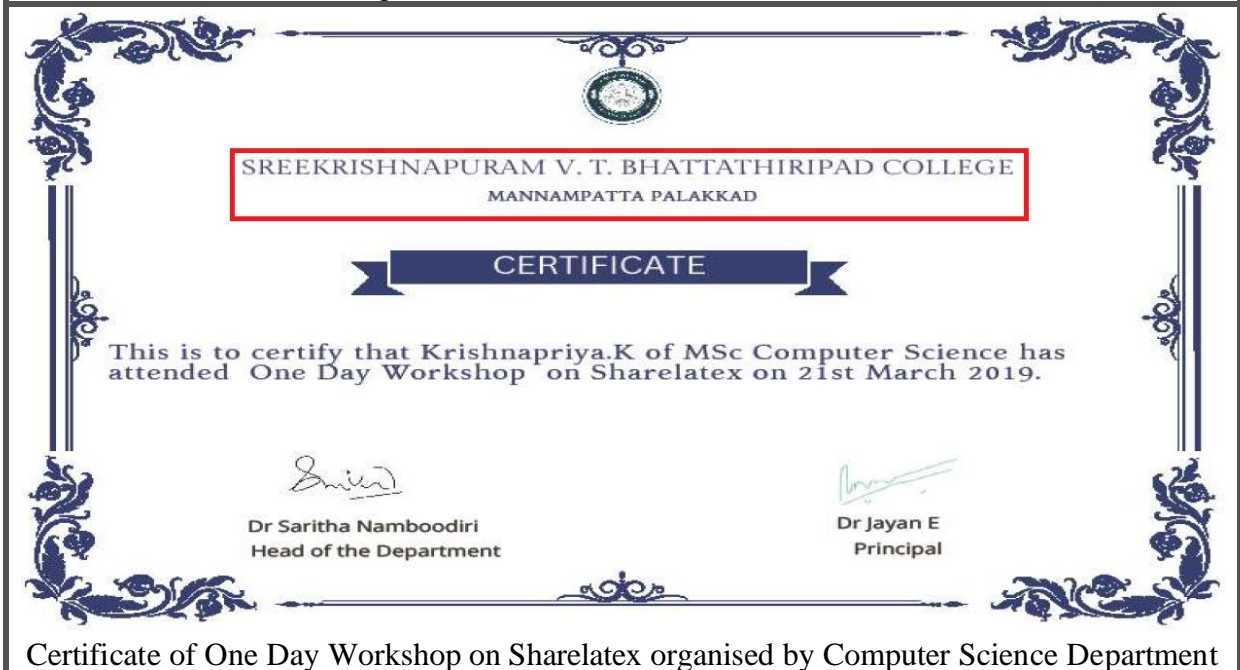 SREEKRISHNAPURAM V. T. BHATTATHIRIPAD COLLEGE
MANNAMPATTA PALAKKAD
CERTIFICATE
This is to certify that Krishnapriya.K of MSc Computer Science has
attended One Day Workshop on Sharelatex on 21st March 2019.
Dr Saritha Namboodiri
Head of the Department
Dr Jayan E
Principal
Certificate of One Day Workshop on Sharelatex organised by Computer Science Department